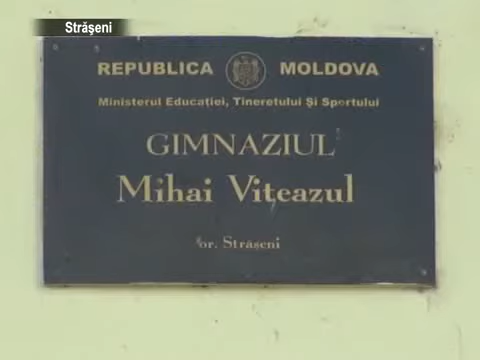 Strășeni
REPUBLICA MOLDOVA
Ministerul Educației, Tineretului Și Sportului
GIMNAZIUL
Mihai Viteazul
or. Strășeni